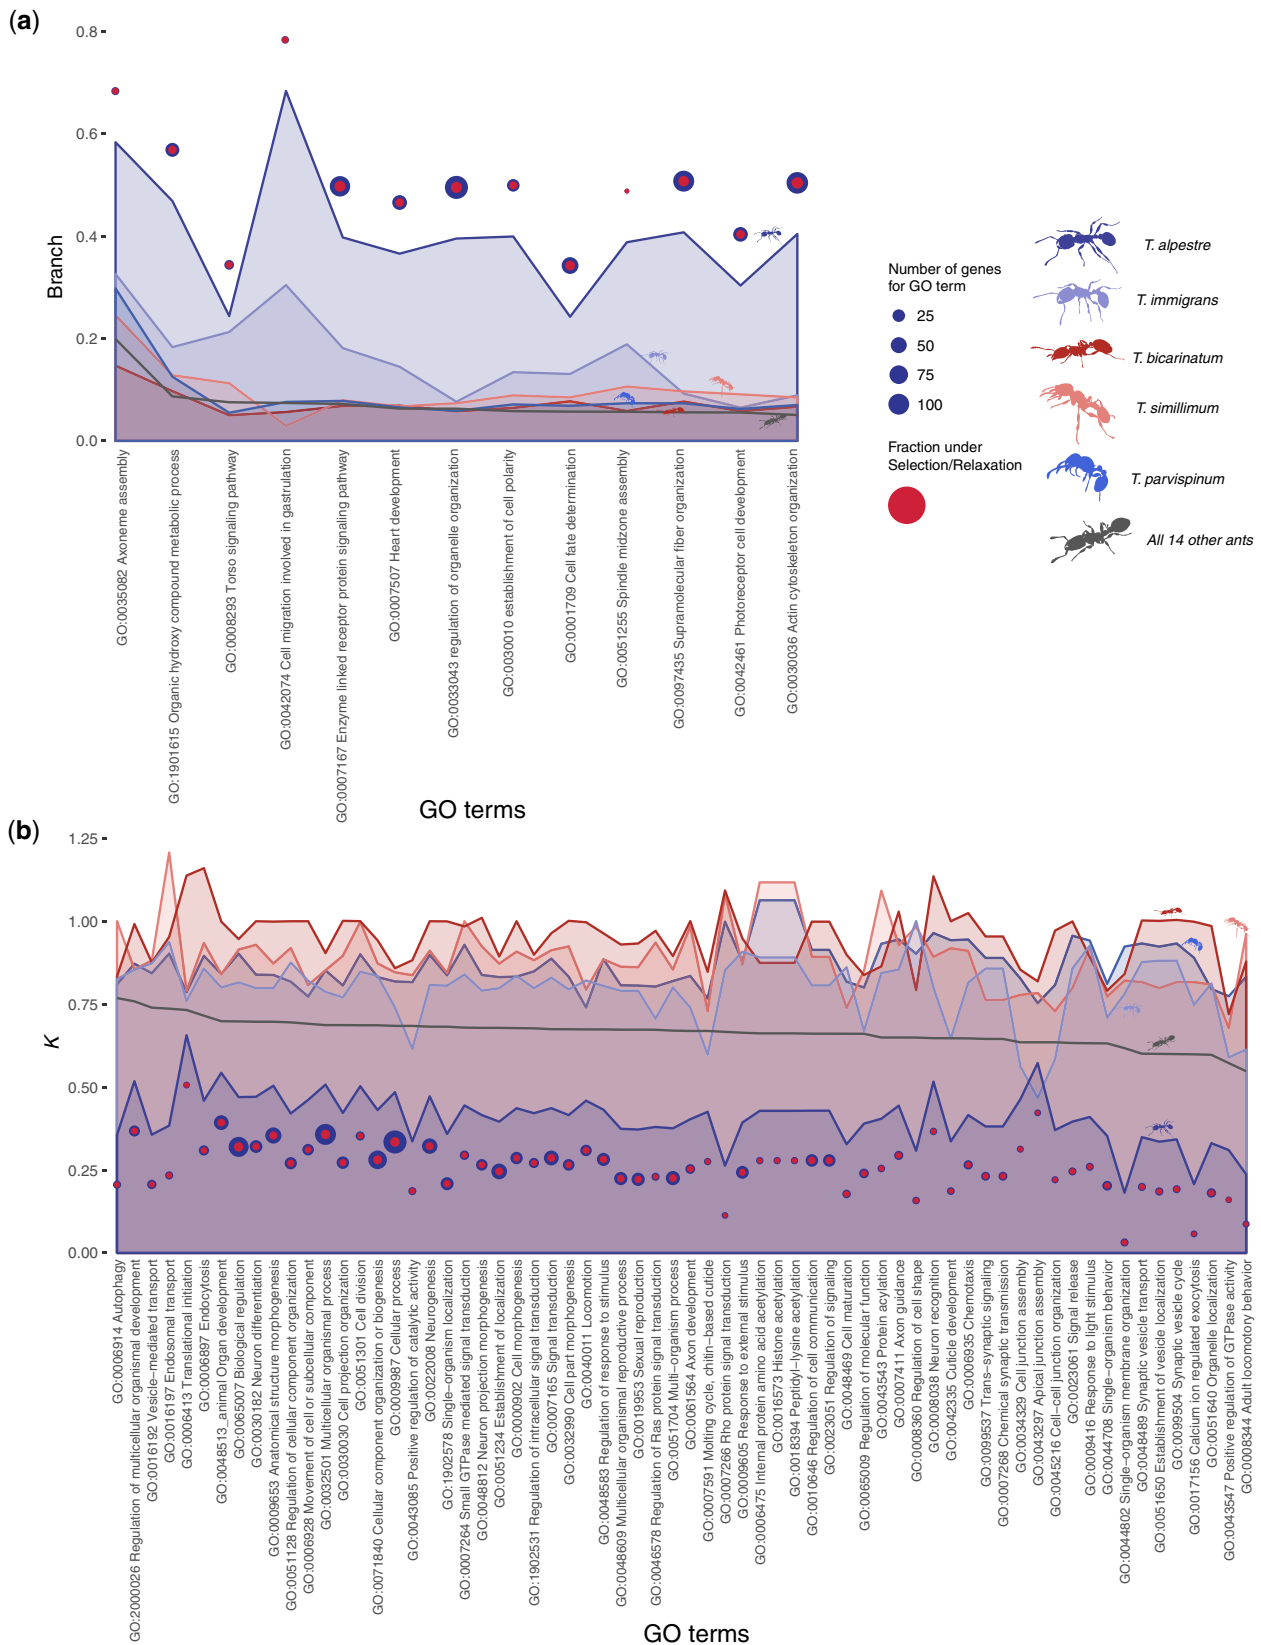 (a)
0.8
0.6
0.4
0.2
0.0
Branch
GO:0035082 Axoneme assembly
GO:1901615 Organic hydroxy compound metabolic process
GO:0008293 Torso signaling pathway
GO:0042074 Cell migration involved in gastrulation
GO:0007167 Enzyme linked receptor protein signaling pathway
GO:0007507 Heart development
GO:0033043 regulation of organelle organization
GO:0030010 establishment of cell polarity
GO:0001709 Cell fate determination
GO:0051255 Spindle midzone assembly
GO:0097435 Supramolecular fiber organization
GO:0042461 Photoreceptor cell development
GO:0030036 Actin cytoskeleton organization
GO terms
Number of genes
for GO term
25
50
75
100
Fraction under
Selection/Relaxation
T. alpestre
T. immigrans
T. bicarinatum
T. simillimum
T. parvispinum
All 14 other ants
(b)
1.25
1.00
0.75
0.50
0.25
0.00
K
GO:0006914 Autophagy
GO:2000026 Regulation of multicellular organismal development
GO:0016192 Vesicle−mediated transport
GO:0016197 Endosomal transport
GO:0006413 Translational initiation
GO:0006897 Endocytosis
GO:0048513_animal Organ development
GO:0065007 Biological regulation
GO:0030182 Neuron differentiation
GO:0009653 Anatomical structure morphogenesis
GO:0051128 Regulation of cellular component organization
GO:0006928 Movement of cell or subcellular component
GO:0032501 Multicellular organismal process
GO:0030030 Cell projection organization
GO:0051301 Cell division
GO:0071840 Cellular component organization or biogenesis
GO:0009987 Cellular process
GO:0043085 Positive regulation of catalytic activity
GO:0022008 Neurogenesis
GO:1902578 Single−organism localization
GO:0007264 Small GTPase mediated signal transduction
GO:0048812 Neuron projection morphogenesis
GO:0051234 Establishment of localization
GO:0000902 Cell morphogenesis
GO:1902531 Regulation of intracellular signal transduction
GO:0007165 Signal transduction
GO:0032990 Cell part morphogenesis
GO:0040011 Locomotion
GO:0048583 Regulation of response to stimulus
GO:0048609 Multicellular organismal reproductive process
GO:0019953 Sexual reproduction
GO:0046578 Regulation of Ras protein signal transduction
GO:0051704 Multi−organism process
GO:0061564 Axon development
GO:0007591 Molting cycle, chitin−based cuticle
GO:0007266 Rho protein signal transduction
GO:0009605 Response to external stimulus
GO:0006475 Internal protein amino acid acetylation
GO:0016573 Histone acetylation
GO:0018394 Peptidyl−lysine acetylation
GO:0010646 Regulation of cell communication
GO:0023051 Regulation of signaling
GO:0048469 Cell maturation
GO:0065009 Regulation of molecular function
GO:0043543 Protein acylation
GO:0007411 Axon guidance
GO:0008360 Regulation of cell shape
GO:0008038 Neuron recognition
GO:0042335 Cuticle development
GO:0006935 Chemotaxis
GO:0099537 Trans−synaptic signaling
GO:0007268 Chemical synaptic transmission
GO:0034329 Cell junction assembly
GO:0043297 Apical junction assembly
GO:0045216 Cell−cell junction organization
GO:0023061 Signal release
GO:0009416 Response to light stimulus
GO:0044708 Single−organism behavior
GO:0044802 Single−organism membrane organization
GO:0048489 Synaptic vesicle transport
GO:0051650 Establishment of vesicle localization
GO:0099504 Synaptic vesicle cycle
GO:0017156 Calcium ion regulated exocytosis
GO:0051640 Organelle localization
GO:0043547 Positive regulation of GTPase activity
GO:0008344 Adult locomotory behavior
GO terms